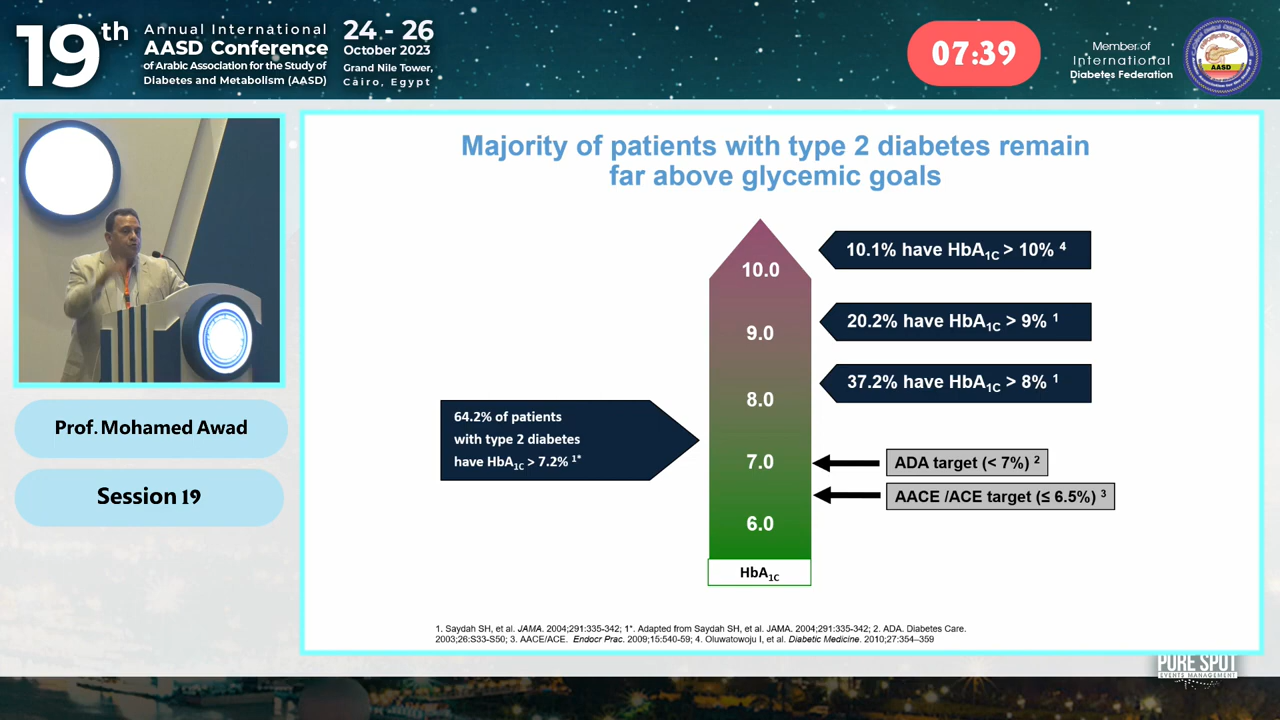 19th
Annual International
AASD Conference
of Arabic Association for the Study of
Diabetes and Metabolism (AASD)
24 - 26
October 2023
Grand Nile Tower,
Cairo, Egypt
07:39
Member of
International
Diabetes Federation
AASD
Prof. Mohamed Awad
Session 19
Majority of patients with type 2 diabetes remain
far above glycemic goals
10.0
9.0
8.0
7.0
6.0
HbA1C
10.1% have HbA1C > 10% 4
20.2% have HbA1C > 9% 1
37.2% have HbA1C > 8% 1
64.2% of patients
with type 2 diabetes
have HbA1C > 7.2% 1*
ADA target (< 7%) 2
AACE /ACE target (≤ 6.5%) 3
1. Saydah SH, et al. JAMA. 2004;291:335-342; 1*. Adapted from Saydah SH, et al. JAMA. 2004;291:335-342; 2. ADA. Diabetes Care.
2003;26:S33-S50; 3. AACE/ACE. Endocr Prac. 2009;15:540-59; 4. Oluwatowoju I, et al. Diabetic Medicine. 2010;27:354–359
PURE SPOT
EVENTS MANAGEMENT